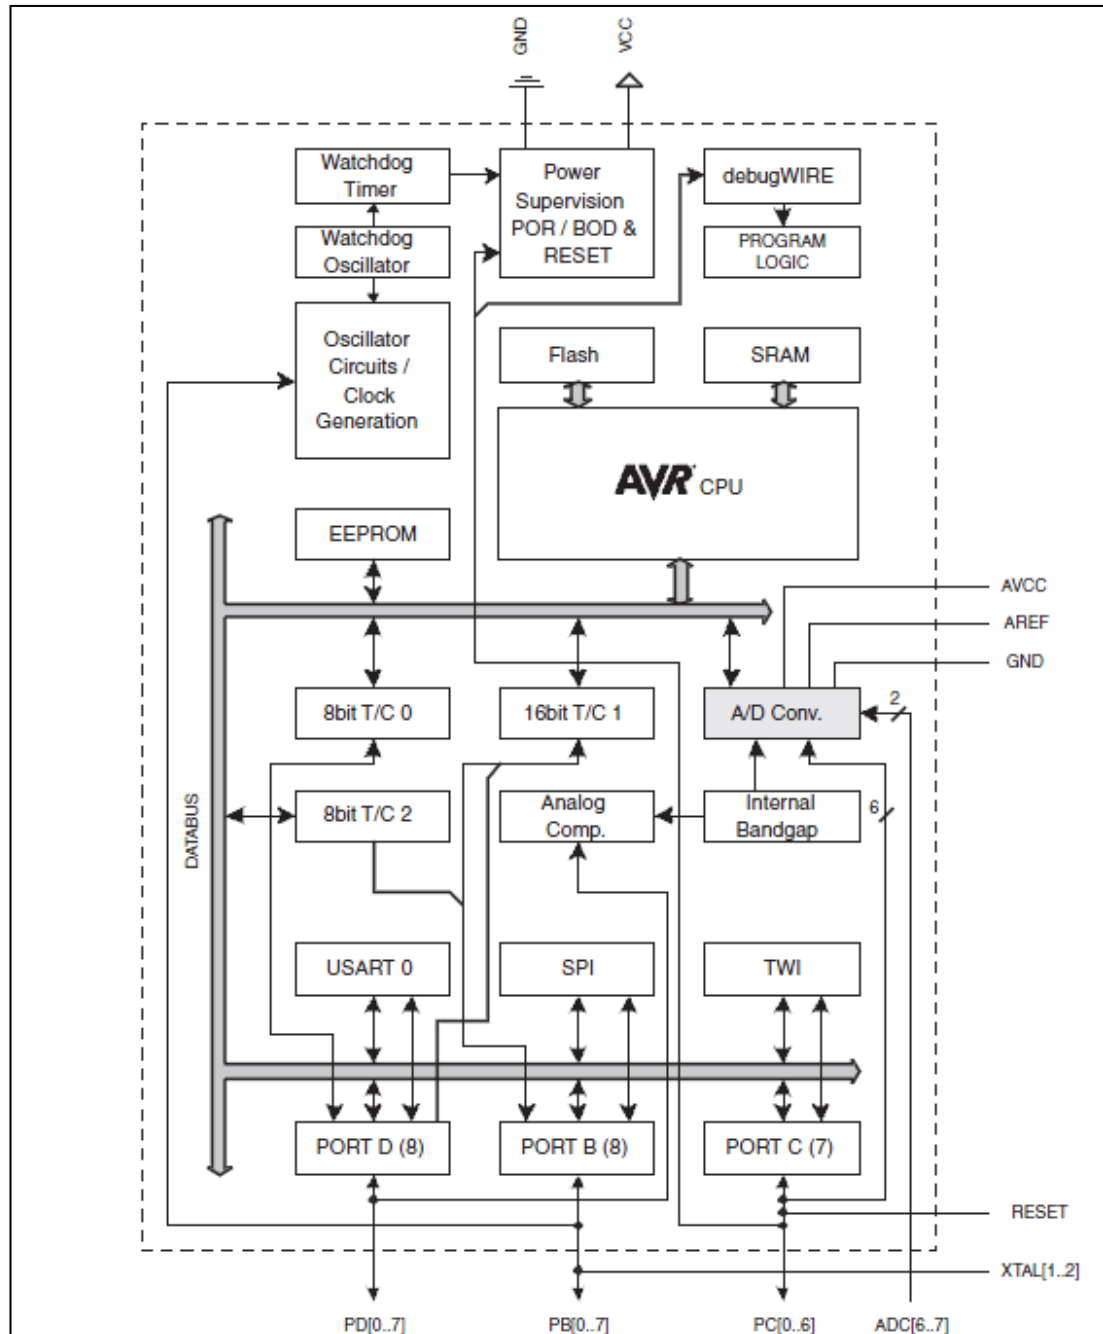 GND
VCC
Watchdog
Timer
Power
Supervision
POR / BOD &
RESET
debugWIRE
Watchdog
Oscillator
PROGRAM
LOGIC
Oscillator
Circuits /
Clock
Generation
Flash
SRAM
AVR CPU
EEPROM
AVCC
AREF
GND
8bit T/C 0
16bit T/C 1
A/D Conv.
2
DATABUS
8bit T/C 2
Analog
Comp.
Internal
Bandgap
6
USART 0
SPI
TWI
PORT D (8)
PORT B (8)
PORT C (7)
RESET
XTAL[1..2]
PD[0..7]
PB[0..7]
PC[0..6]
ADC[6..7]